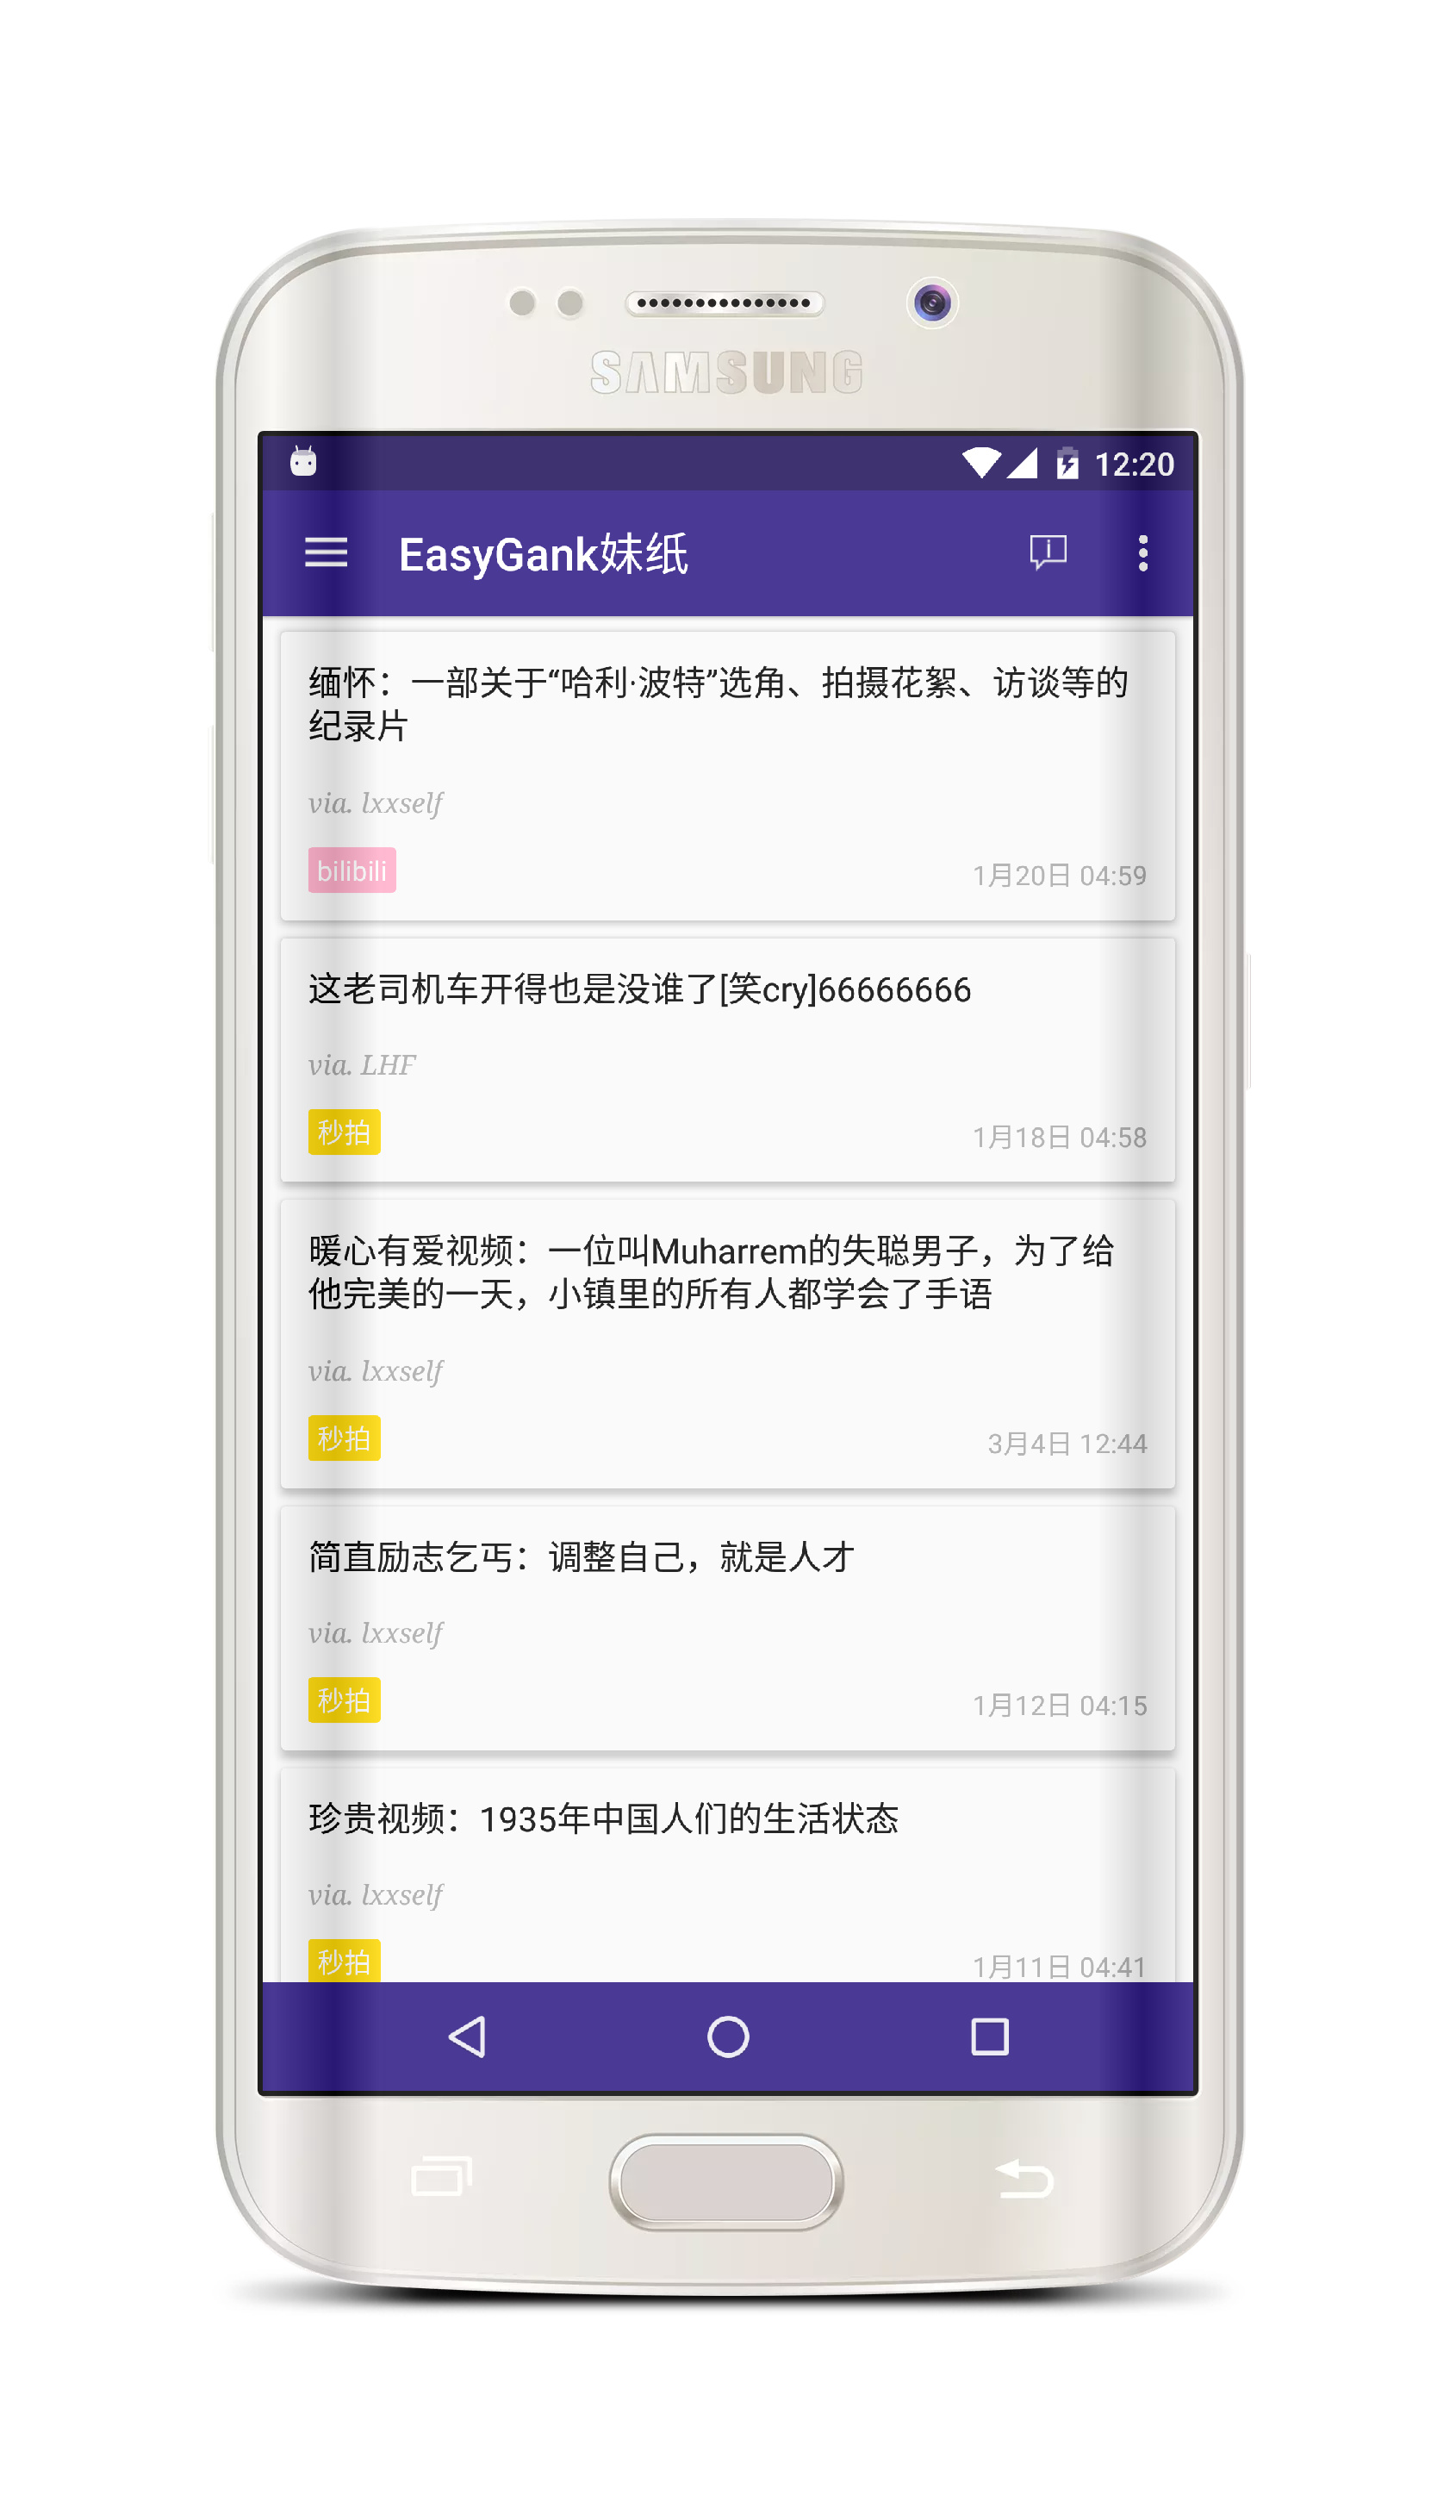 SAMSUNG
12:20
EasyGank妹纸
缅怀：一部关于“哈利·波特”选角、拍摄花絮、访谈等的
纪录片
via. lxxself
bilibili
1月20日 04:59
这老司机车开得也是没谁了[笑cry]66666666
via. LHF
秒拍
1月18日 04:58
暖心有爱视频：一位叫Muharrem的失聪男子，为了给
他完美的一天，小镇里的所有人都学会了手语
via. lxxself
秒拍
3月4日 12:44
简直励志乞丐：调整自己，就是人才
via. lxxself
秒拍
1月12日 04:15
珍贵视频：1935年中国人们的生活状态
via. lxxself
秒拍
1月11日 04:41